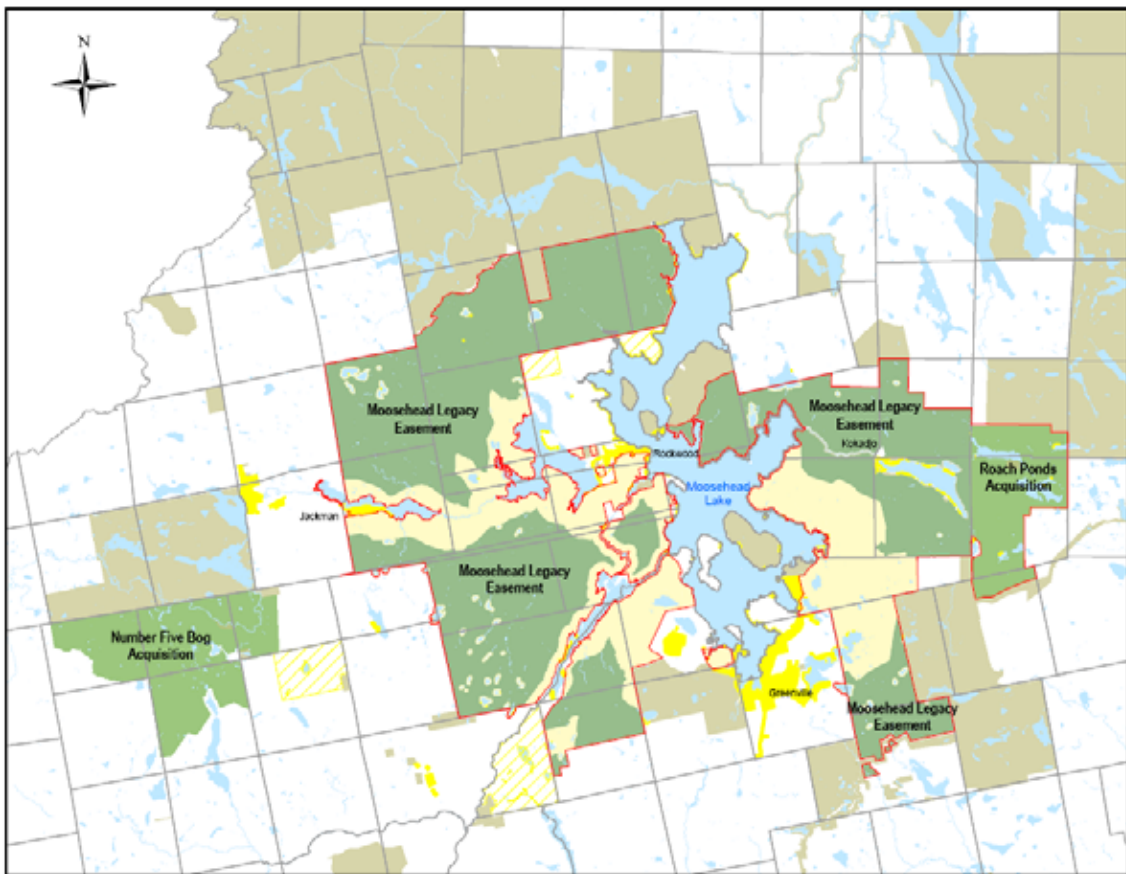 N
Moosehead Legacy
Easement
Moosehead Legacy
Easement
Kokadjo
Rockwood
Roach Ponds
Acquisition
Moosehead
Lake
Jackman
Moosehead Legacy
Easement
Number Five Bog
Acquisition
Greenville
Moosehead Legacy
Easement